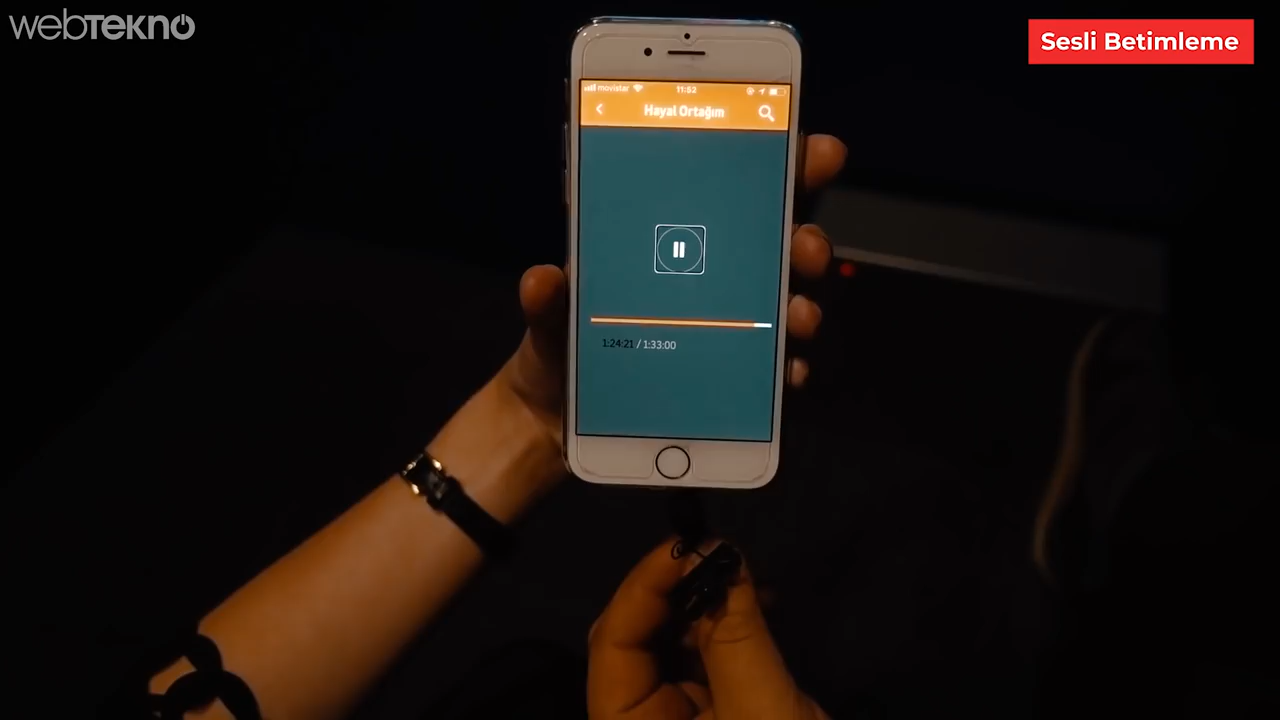 webTEKNO
Sesli Betimleme
movistar
11:52
Hayal Ortağım
1:24:21 / 1:33:00